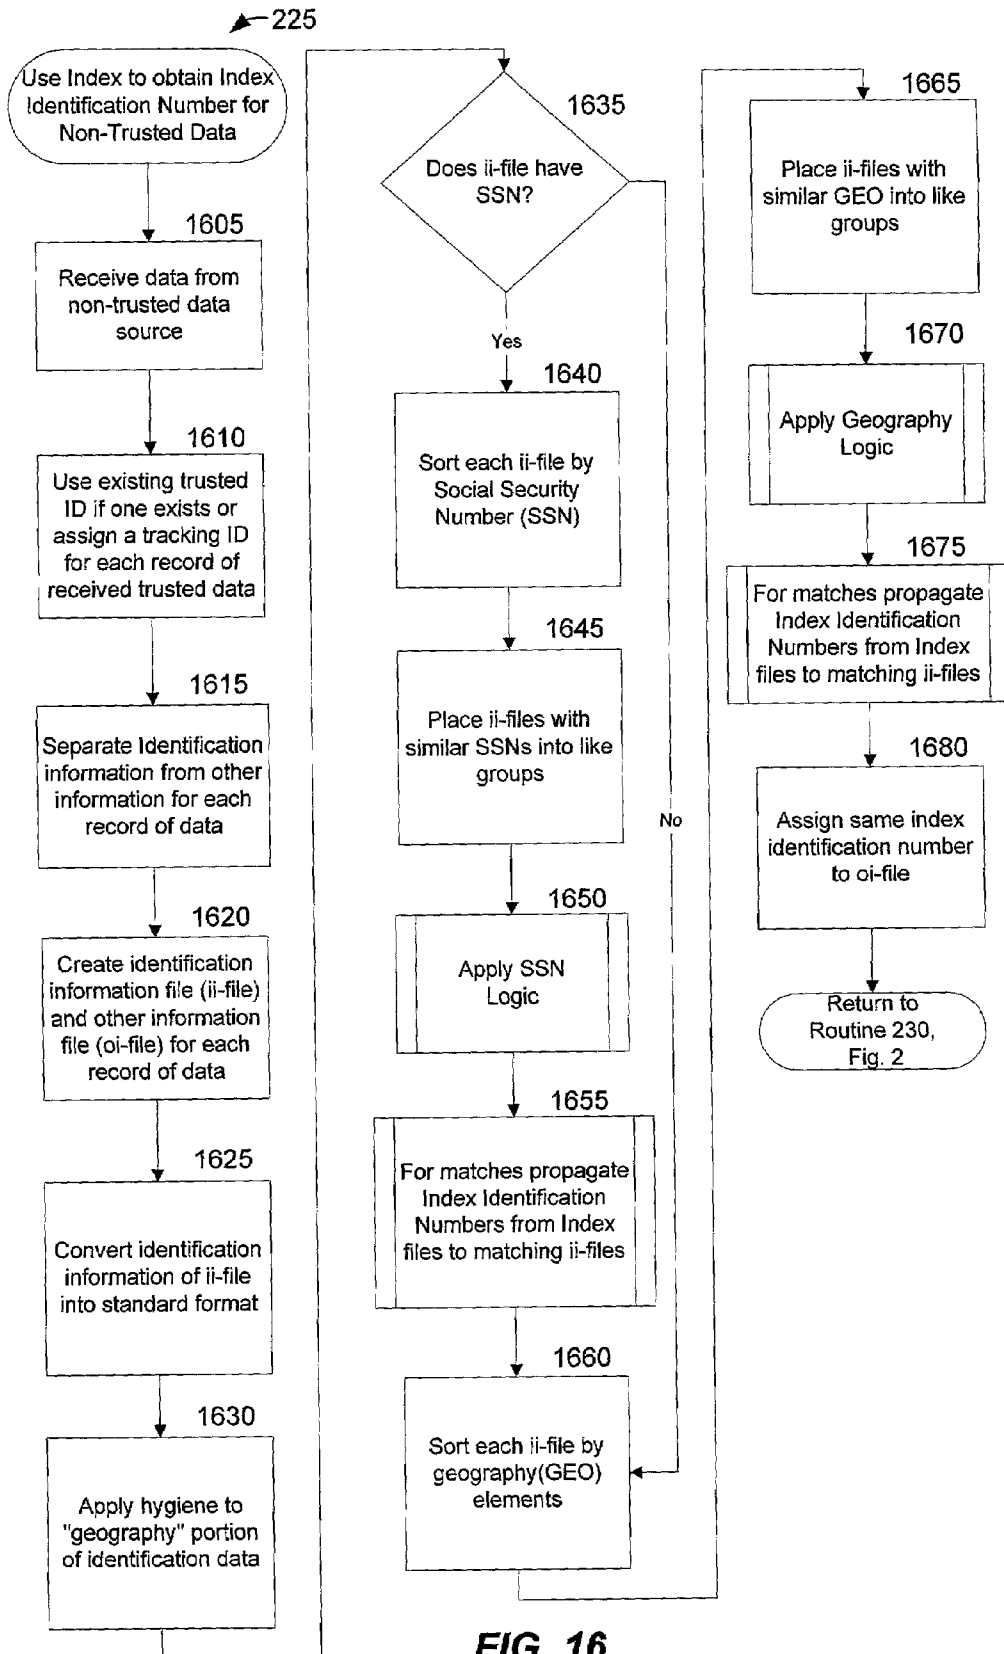 225
Use Index to obtain Index
Identification Number for
Non-Trusted Data
1605
Receive data from
non-trusted data
source
1610
Use existing trusted
ID if one exists or
assign a tracking ID
for each record of
received trusted data
1615
Separate Identification
information from other
information for each
record of data
1620
Create identification
information file (ii-file)
and other information
file (oi-file) for each
record of data
1625
Convert identification
information of ii-file
into standard format
1630
Apply hygiene to
"geography" portion
of identification data
1635
Does ii-file have
SSN?
Yes
No
1640
Sort each ii-file by
Social Security
Number (SSN)
1645
Place ii-files with
similar SSNs into like
groups
1650
Apply SSN
Logic
1655
For matches propagate
Index Identification
Numbers from Index
files to matching ii-files
1660
Sort each ii-file by
geography(GEO)
elements
1665
Place ii-files with
similar GEO into like
groups
1670
Apply Geography
Logic
1675
For matches propagate
Index Identification
Numbers from Index
files to matching ii-files
1680
Assign same index
identification number
to oi-file
Return to
Routine 230,
Fig. 2
FIG. 16